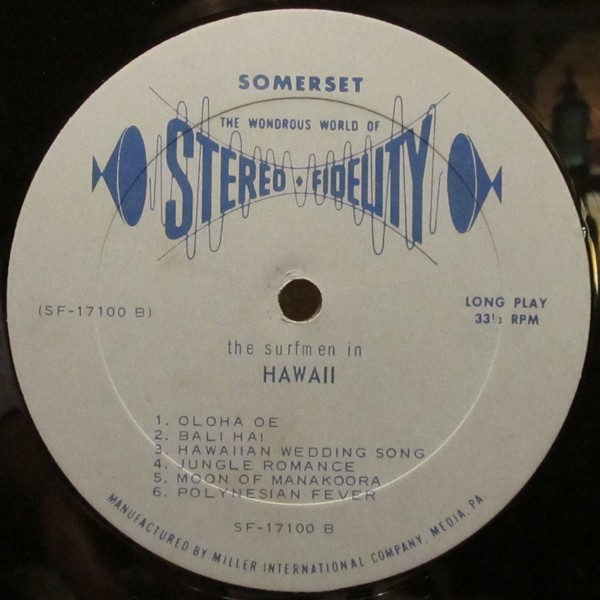 SOMERSET
THE WONDROUS WORLD OF
STEREO • FIDELITY
(SF-17100 B)
LONG PLAY
33⅓ RPM
the surfmen in
HAWAII
1. OLOHA OE
2. BALI HAI
3. HAWAIIAN WEDDING SONG
4. JUNGLE ROMANCE
5. MOON OF MANAKOORA
6. POLYNESIAN FEVER
SF-17100 B
MANUFACTURED BY MILLER INTERNATIONAL COMPANY, MEDIA, PA